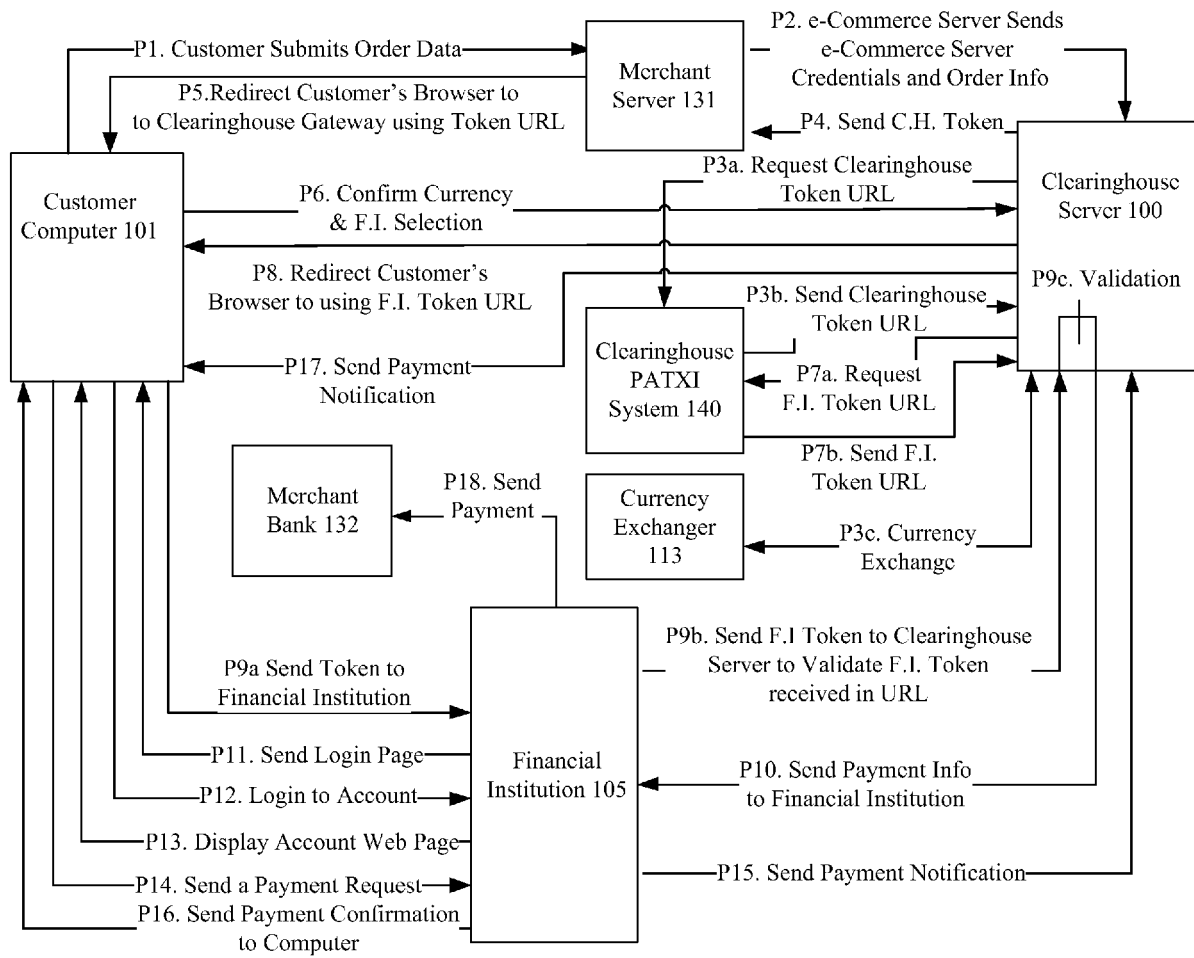 P1. Customer Submits Order Data
P5.Redirect Customer's Browser to
to Clearinghouse Gateway using Token URL
Merchant
Server 131
P2. e-Commerce Server Sends
e-Commerce Server
Credentials and Order Info
P4. Send C.H. Token
P3a. Request Clearinghouse
Token URL
Customer
Computer 101
P6. Confirm Currency
& F.I. Selection
Clearinghouse
Server 100
P8. Redirect Customer's
Browser to using F.I. Token URL
P9c. Validation
P3b. Send Clearinghouse
Token URL
P17. Send Payment
Notification
Clearinghouse
PATXI
System 140
P7a. Request
F.I. Token URL
P7b. Send F.I.
Token URL
Merchant
Bank 132
P18. Send
Payment
Currency
Exchanger
113
P3c. Currency
Exchange
P9a Send Token to
Financial Institution
P9b. Send F.I Token to Clearinghouse
Server to Validate F.I. Token
received in URL
P11. Send Login Page
Financial
Institution 105
P10. Send Payment Info
to Financial Institution
P12. Login to Account
P13. Display Account Web Page
P14. Send a Payment Request
P15. Send Payment Notification
P16. Send Payment Confirmation
to Computer